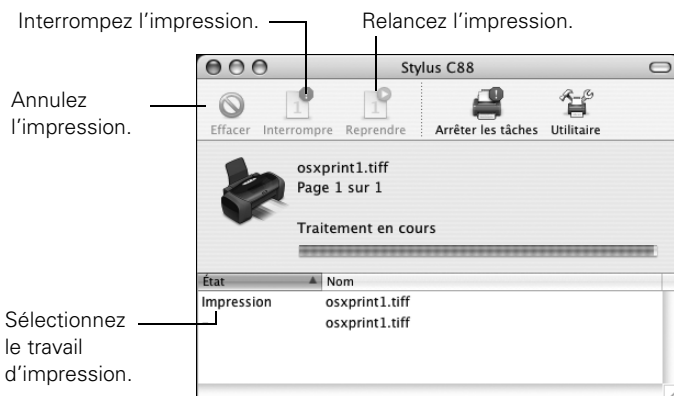 Interrompez l’impression.
Relancez l’impression.
Annulez
l’impression.
Stylus C88
Effacer
Interrompre
Reprendre
Arrêter les tâches
Utilitaire
osxprint1.tiff
Page 1 sur 1
Traitement en cours
État
Nom
Impression
osxprint1.tiff
osxprint1.tiff
Sélectionnez
le travail
d’impression.